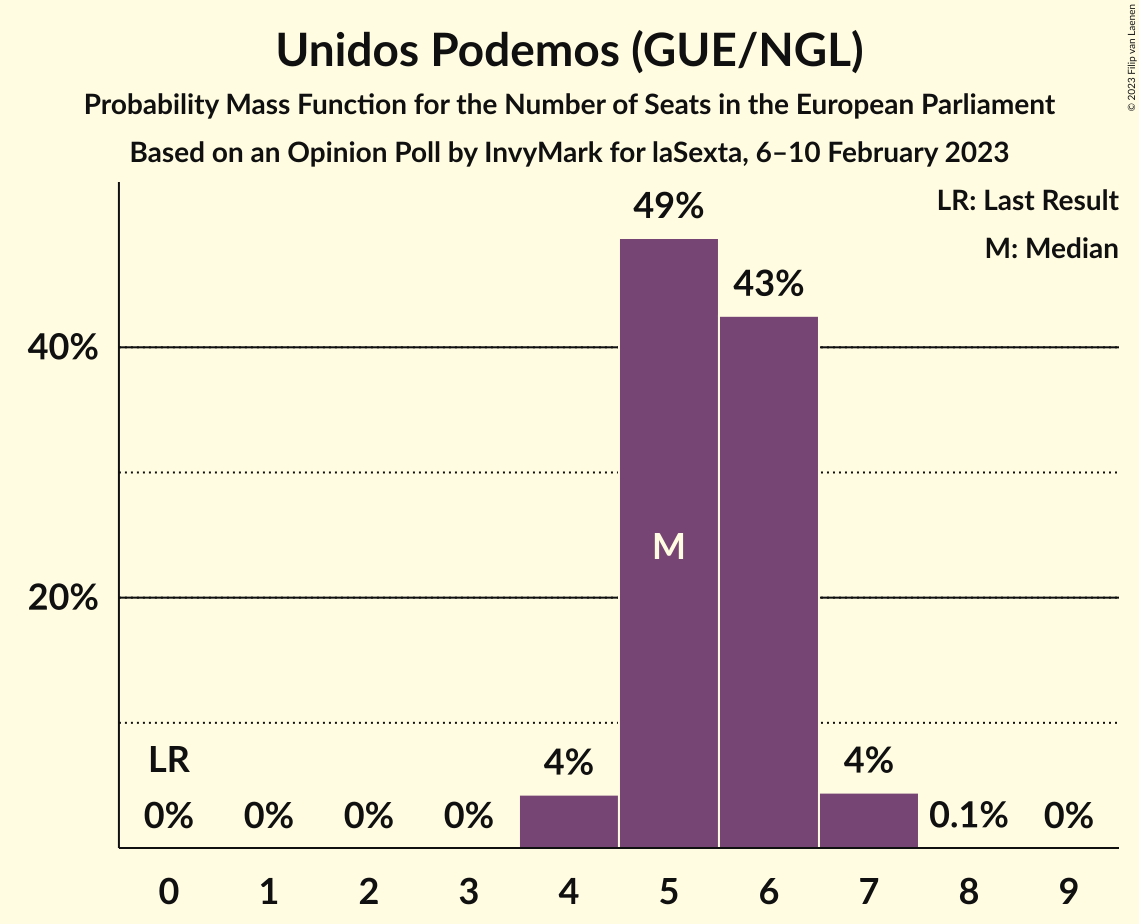 Unidos Podemos (GUE/NGL)
Probability Mass Function for the Number of Seats in the European Parliament
Based on an Opinion Poll by InvyMark for laSexta, 6–10 February 2023
© 2023 Filip van Laenen
LR: Last Result
M: Median
49%
43%
40%
M
20%
LR
4%
4%
0% 0% 0% 0% 0.1% 0%
0 1 2 3 4 5 6 7 8 9